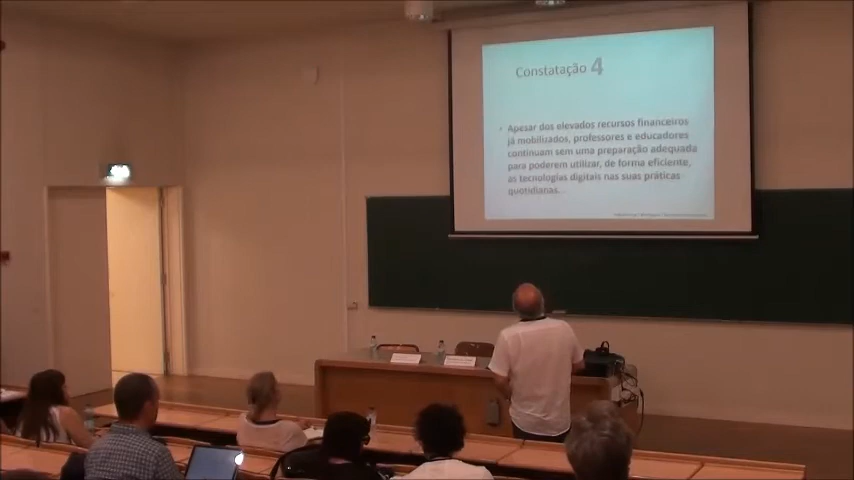 Constatação 4
• Apesar dos elevados recursos financeiros
já mobilizados, professores e educadores
continuam sem uma preparação adequada
para poderem utilizar, de forma eficiente,
as tecnologias digitais nas suas práticas
quotidianas...